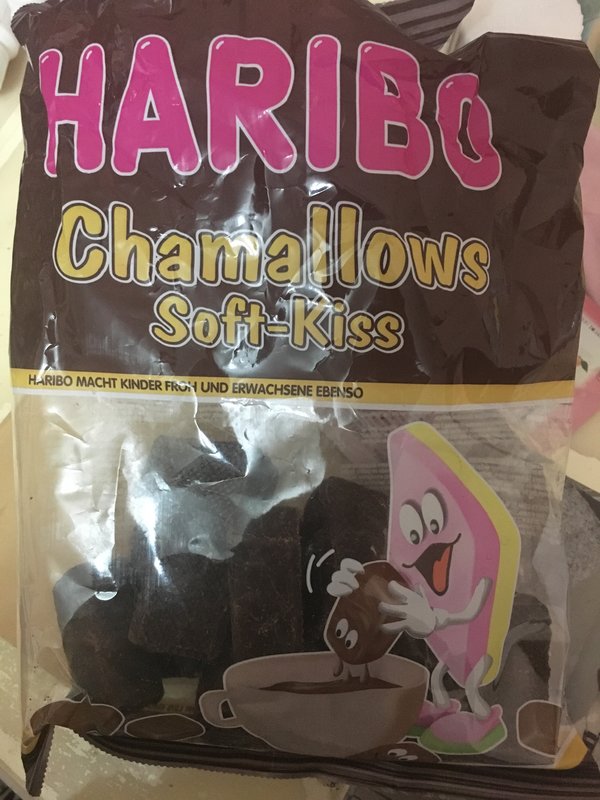 HARIBO
Chamallows
Soft-Kiss
HARIBO MACHT KINDER FROH UND ERWACHSENE EBENSO